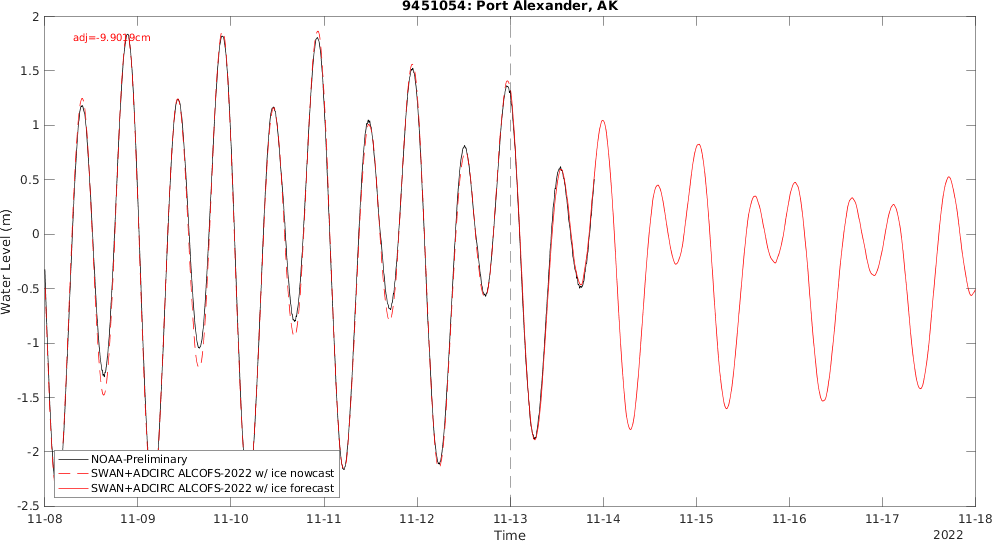 9451054: Port Alexander, AK
adj=-9.9039cm
Water Level (m)
2
1.5
1
0.5
0
-0.5
-1
-1.5
-2
-2.5
NOAA-Preliminary
SWAN+ADCIRC ALCOFS-2022 w/ ice nowcast
SWAN+ADCIRC ALCOFS-2022 w/ ice forecast
11-08 11-09 11-10 11-11 11-12 11-13 11-14 11-15 11-16 11-17 11-18
Time
2022